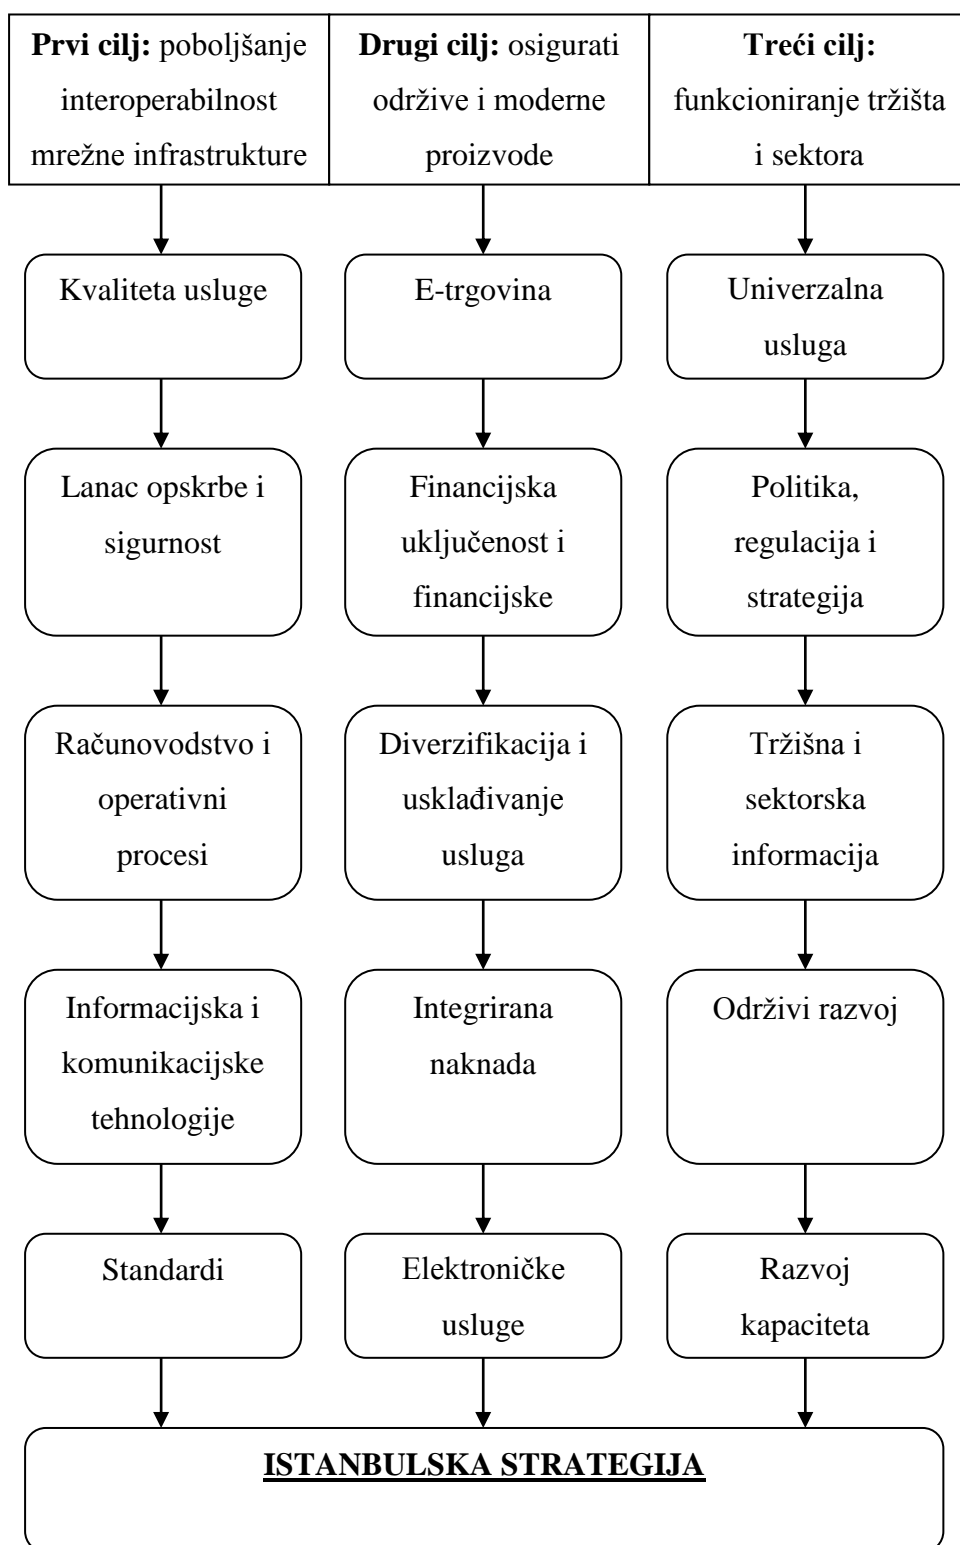 Prvi cilj: poboljšanje
interoperabilnost
mrežne infrastrukture
Drugi cilj: osigurati
održive i moderne
proizvode
Treći cilj:
funkcioniranje tržišta
i sektora
Kvaliteta usluge
E-trgovina
Univerzalna
usluga
Lanac opskrbe i
sigurnost
Financijska
uključenost i
financijske
Politika,
regulacija i
strategija
Računovodstvo i
operativni
procesi
Diverzifikacija i
usklađivanje
usluga
Tržišna i
sektorska
informacija
Informacijska i
komunikacijske
tehnologije
Integrirana
naknada
Održivi razvoj
Standardi
Elektroničke
usluge
Razvoj
kapaciteta
ISTANBULSKA STRATEGIJA